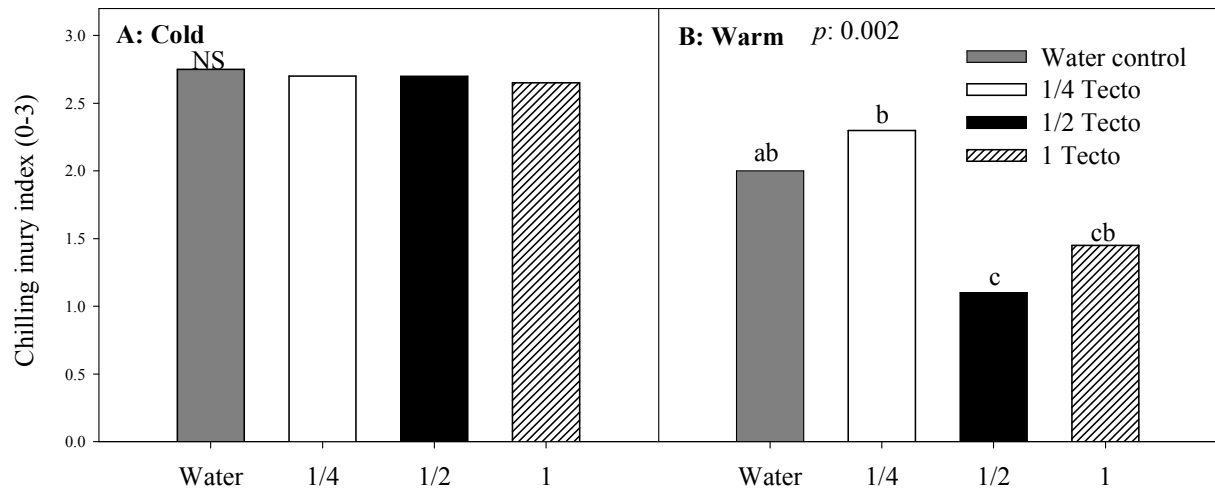 A: Cold
NS
B: Warm
p: 0.002
Water control
1/4 Tecto
1/2 Tecto
1 Tecto
ab
b
c
cb
Chilling inury index (0-3)
3.0
2.5
2.0
1.5
1.0
0.5
0.0
Water 1/4 1/2 1
Water 1/4 1/2 1